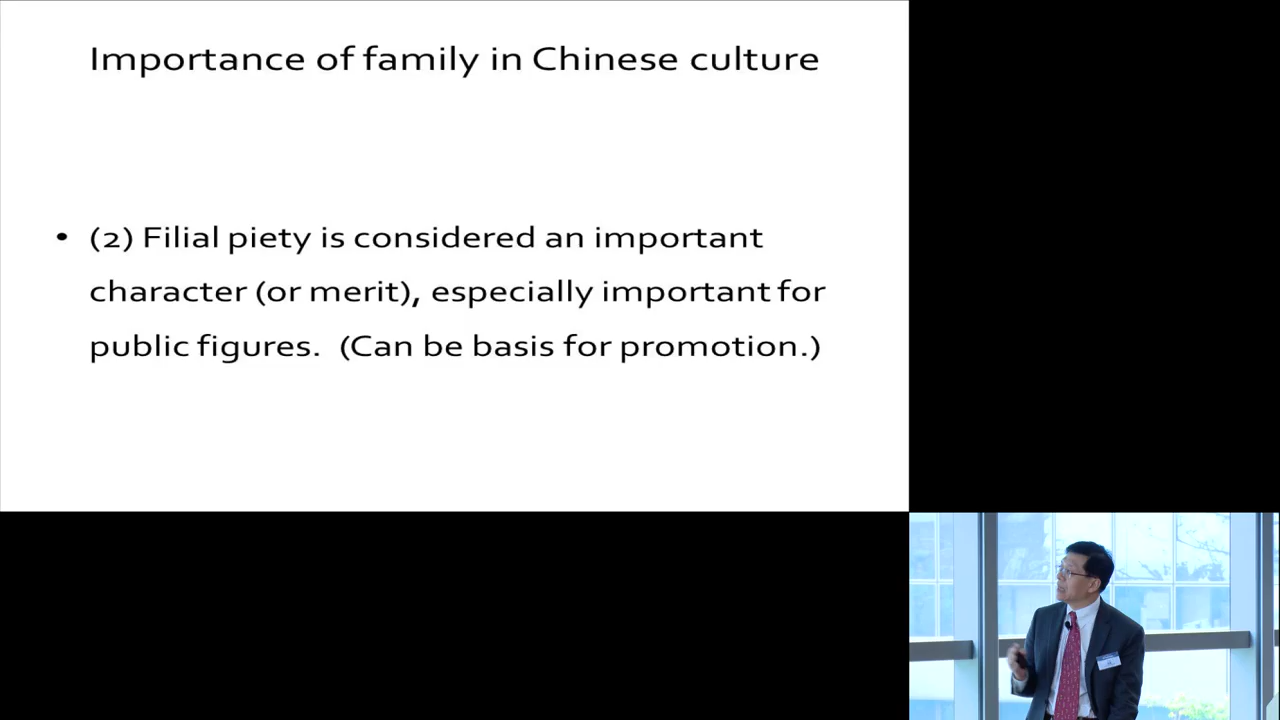 Importance of family in Chinese culture
• (2) Filial piety is considered an important
character (or merit), especially important for
public figures.  (Can be basis for promotion.)